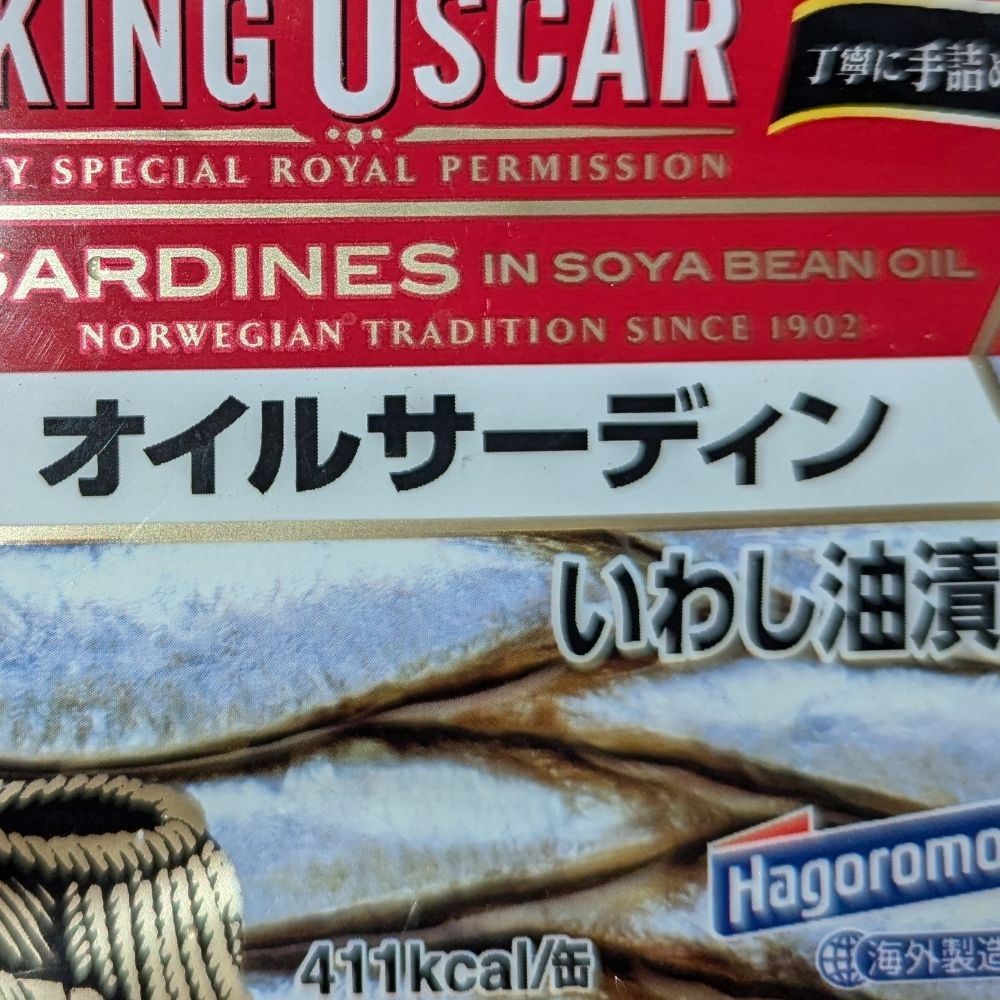 KING OSCAR
丁寧に手詰め
Y SPECIAL ROYAL PERMISSION
SARDINES IN SOYA BEAN OIL
NORWEGIAN TRADITION SINCE 1902
オイルサーディン
いわし油漬
Hagoromo
411kcal/缶
海外製造